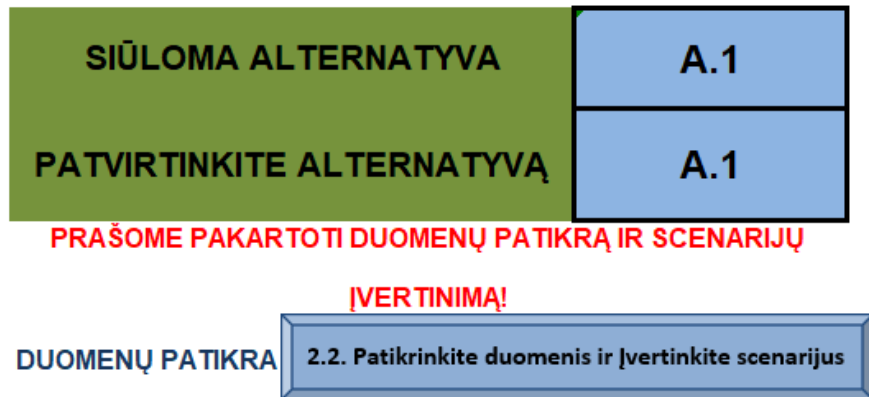 SIŪLOMA ALTERNATYVA A.1
PATVIRTINKITE ALTERNATYVĄ A.1
PRAŠOME PAKARTOTI DUOMENŲ PATIKRĄ IR SCENARIJŲ
ĮVERTINIMĄ!
DUOMENŲ PATIKRA 2.2. Patikrinkite duomenis ir Įvertinkite scenarijus